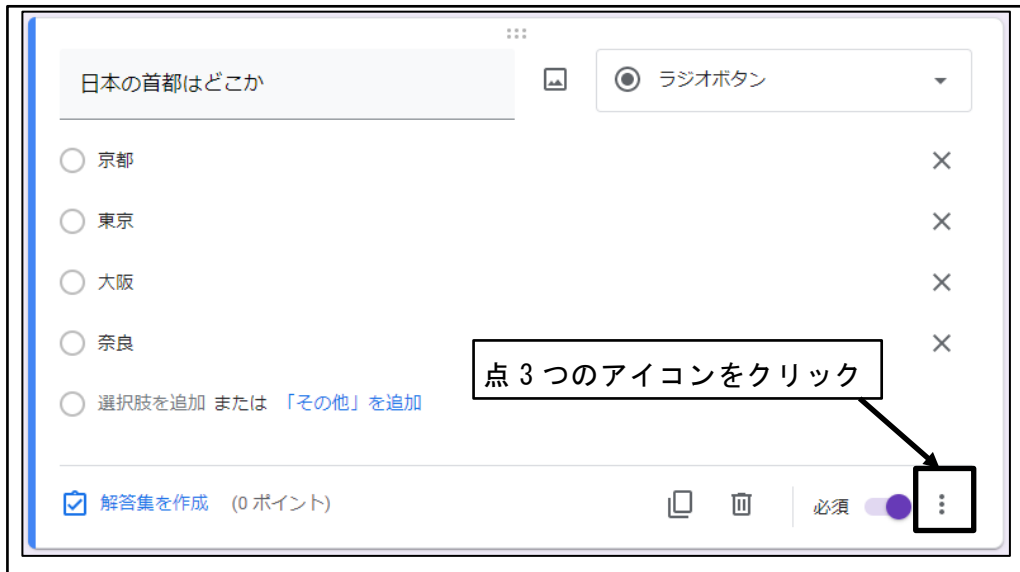 日本の首都はどこか
ラジオボタン
京都
東京
大阪
奈良
点3つのアイコンをクリック
選択肢を追加 または 「その他」を追加
解答集を作成 (0 ポイント)
必須